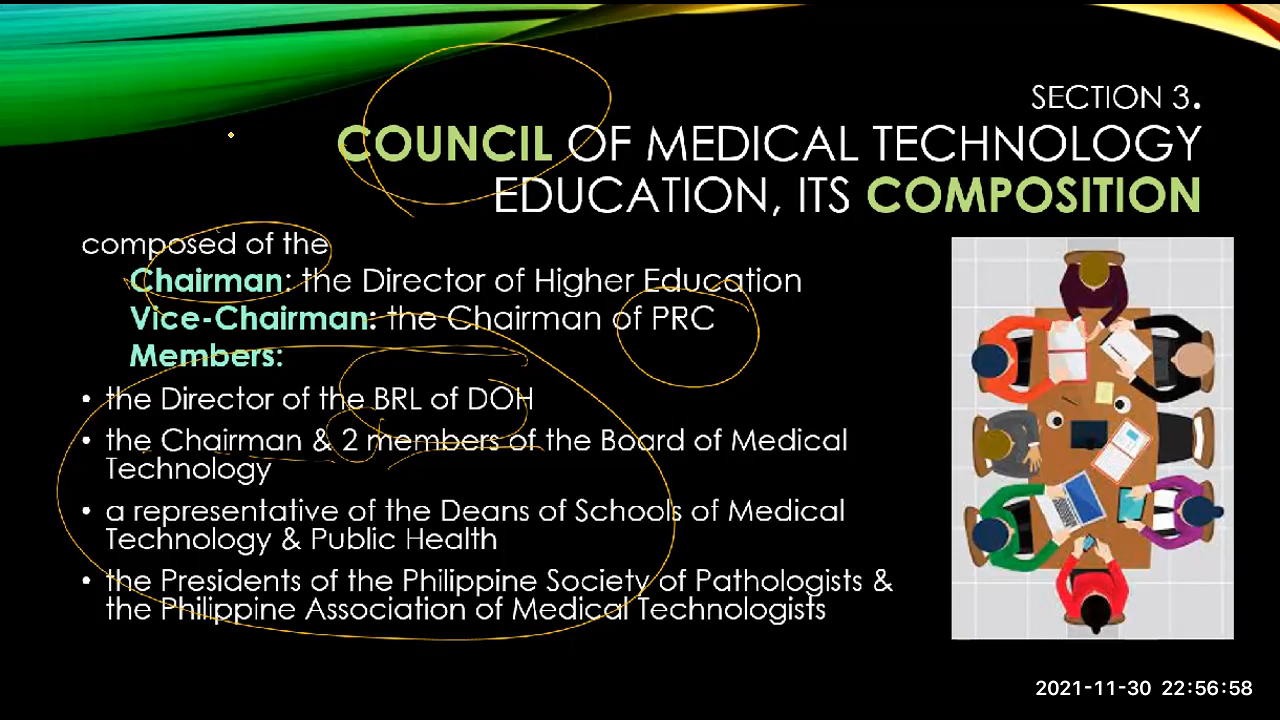 SECTION 3.
COUNCIL OF MEDICAL TECHNOLOGY
EDUCATION, ITS COMPOSITION
composed of the
Chairman: the Director of Higher Education
Vice-Chairman: the Chairman of PRC
Members:
• the Director of the BRL of DOH
• the Chairman & 2 members of the Board of Medical
Technology
• a representative of the Deans of Schools of Medical
Technology & Public Health
• the Presidents of the Philippine Society of Pathologists &
the Philippine Association of Medical Technologists
2021-11-30 22:56:58